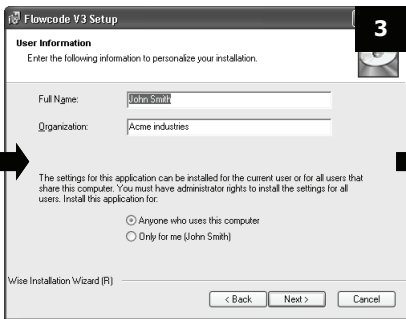 Flowcode V3 Setup
3
User Information
Enter the following information to personalize your installation.
Full Name: John Smith
Organization: Acme industries
The settings for this application can be installed for the current user or for all users that
share this computer. You must have administrator rights to install the settings for all
users. Install this application for:
Anyone who uses this computer
Only for me (John Smith)
Wise Installation Wizard (R)
< Back Next > Cancel